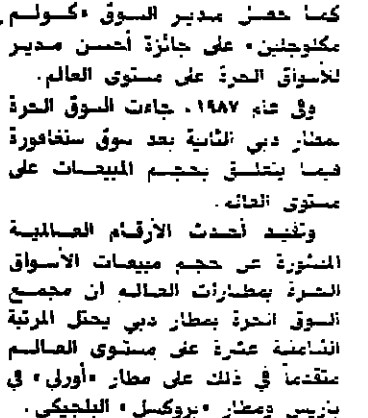 كما حصل مدير السوق «كولم
مكلوجلين» على جائزة أحسن مدير
للأسواق الحرة على مستوى العالم.
وفي عام ١٩٨٧، جاءت السوق الحرة
بمطار دبي الثانية بعد سوق سنغافورة
فيما يتعلق بحجم المبيعات على
مستوى العالم.
وتفيد أحدث الأرقام العالمية
المنشورة عن حجم مبيعات الأسواق
الحرة بمطارات العالم ان مجمع
السوق الحرة بمطار دبي يحتل المرتبة
الثامنة عشرة على مستوى العالم
متقدماً في ذلك على مطار «أورلي» في
باريس ومطار «بروكسل» البلجيكي.